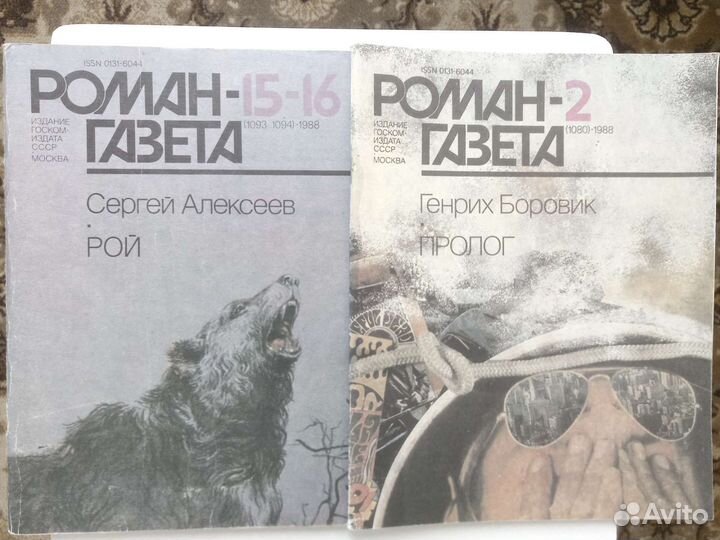 ISSN 0131-6044
РОМАН-15-16
ГАЗЕТА
(1093 1094)•1988
ИЗДАНИЕ
ГОСКОМ-
ИЗДАТА
СССР
МОСКВА
Сергей Алексеев
РОЙ
ISSN 0131-6044
РОМАН-2
ГАЗЕТА
(1080)•1988
ИЗДАНИЕ
ГОСКОМ-
ИЗДАТА
СССР
МОСКВА
Генрих Боровик
ПРОЛОГ
Avito